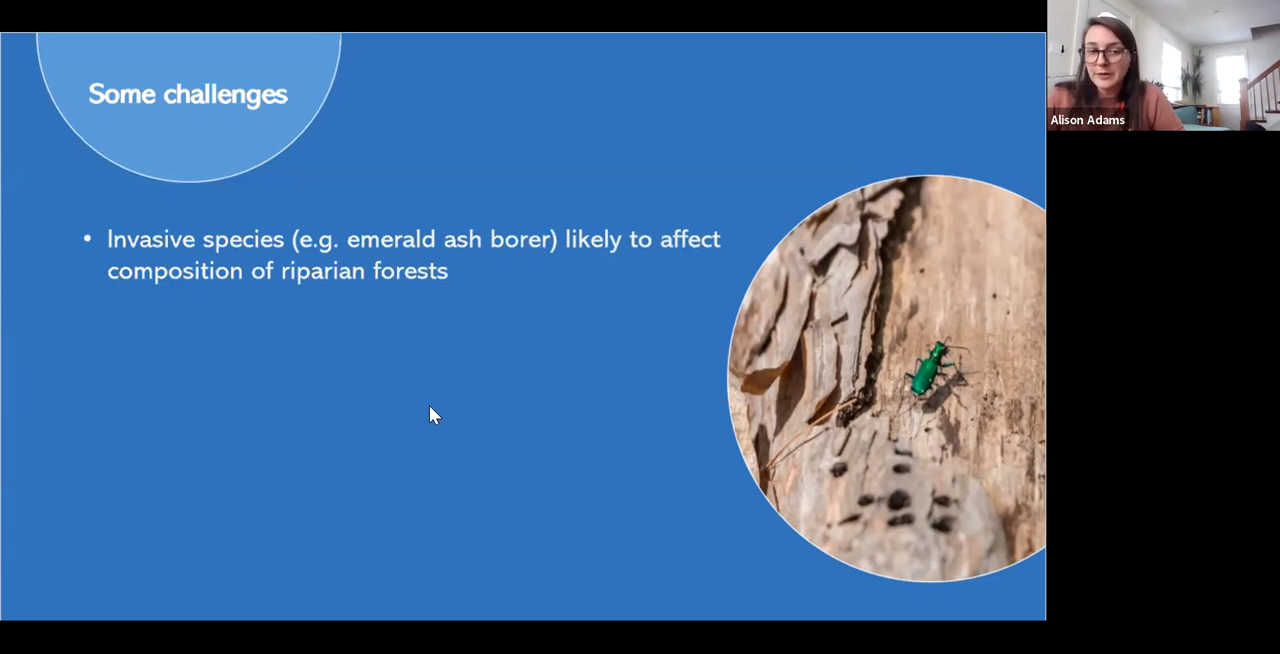 Some challenges
Alison Adams
• Invasive species (e.g. emerald ash borer) likely to affect
composition of riparian forests